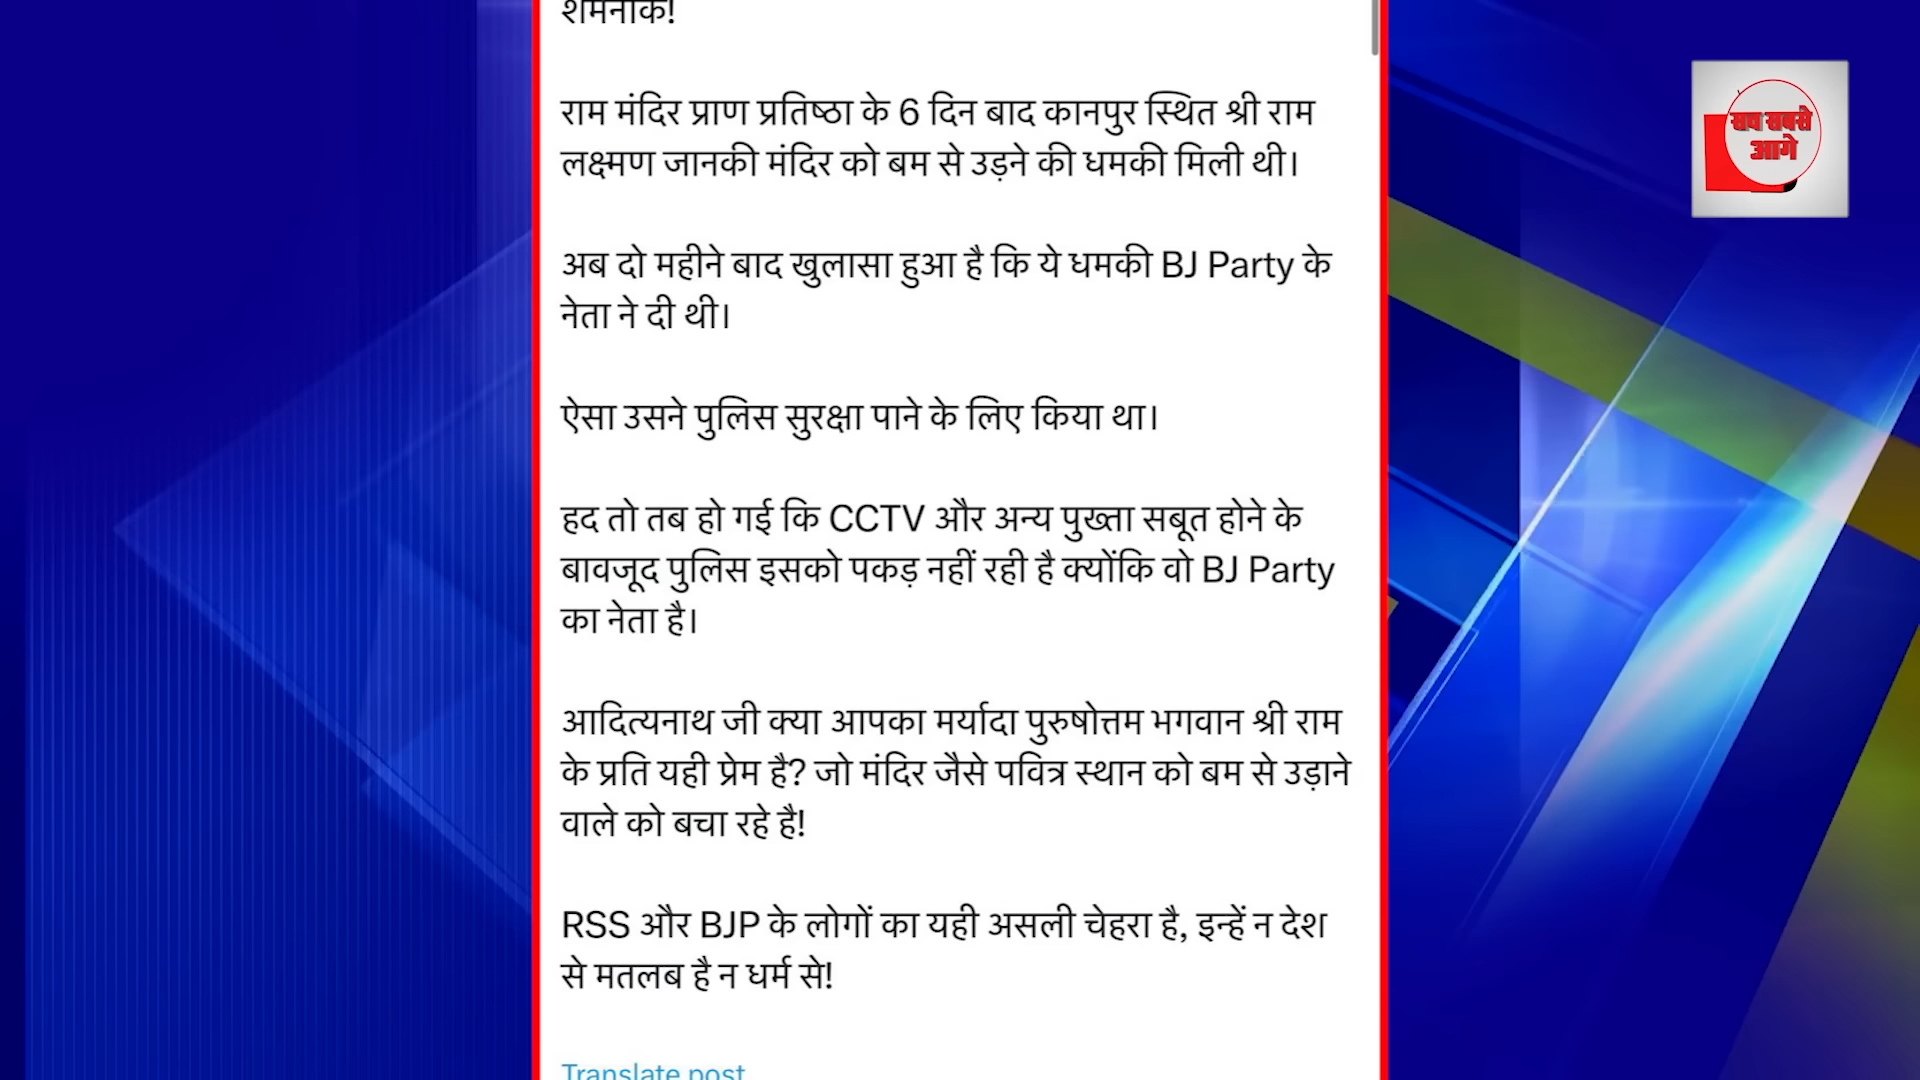 शर्मनाक!
राम मंदिर प्राण प्रतिष्ठा के 6 दिन बाद कानपुर स्थित श्री राम
लक्ष्मण जानकी मंदिर को बम से उड़ने की धमकी मिली थी।
अब दो महीने बाद खुलासा हुआ है कि ये धमकी BJ Party के
नेता ने दी थी।
ऐसा उसने पुलिस सुरक्षा पाने के लिए किया था।
हद तो तब हो गई कि CCTV और अन्य पुख्ता सबूत होने के
बावजूद पुलिस इसको पकड़ नहीं रही है क्योंकि वो BJ Party
का नेता है।
आदित्यनाथ जी क्या आपका मर्यादा पुरुषोत्तम भगवान श्री राम
के प्रति यही प्रेम है? जो मंदिर जैसे पवित्र स्थान को बम से उड़ाने
वाले को बचा रहे है!
RSS और BJP के लोगों का यही असली चेहरा है, इन्हें न देश
से मतलब है न धर्म से!
Translate post
सच सबसे
आगे